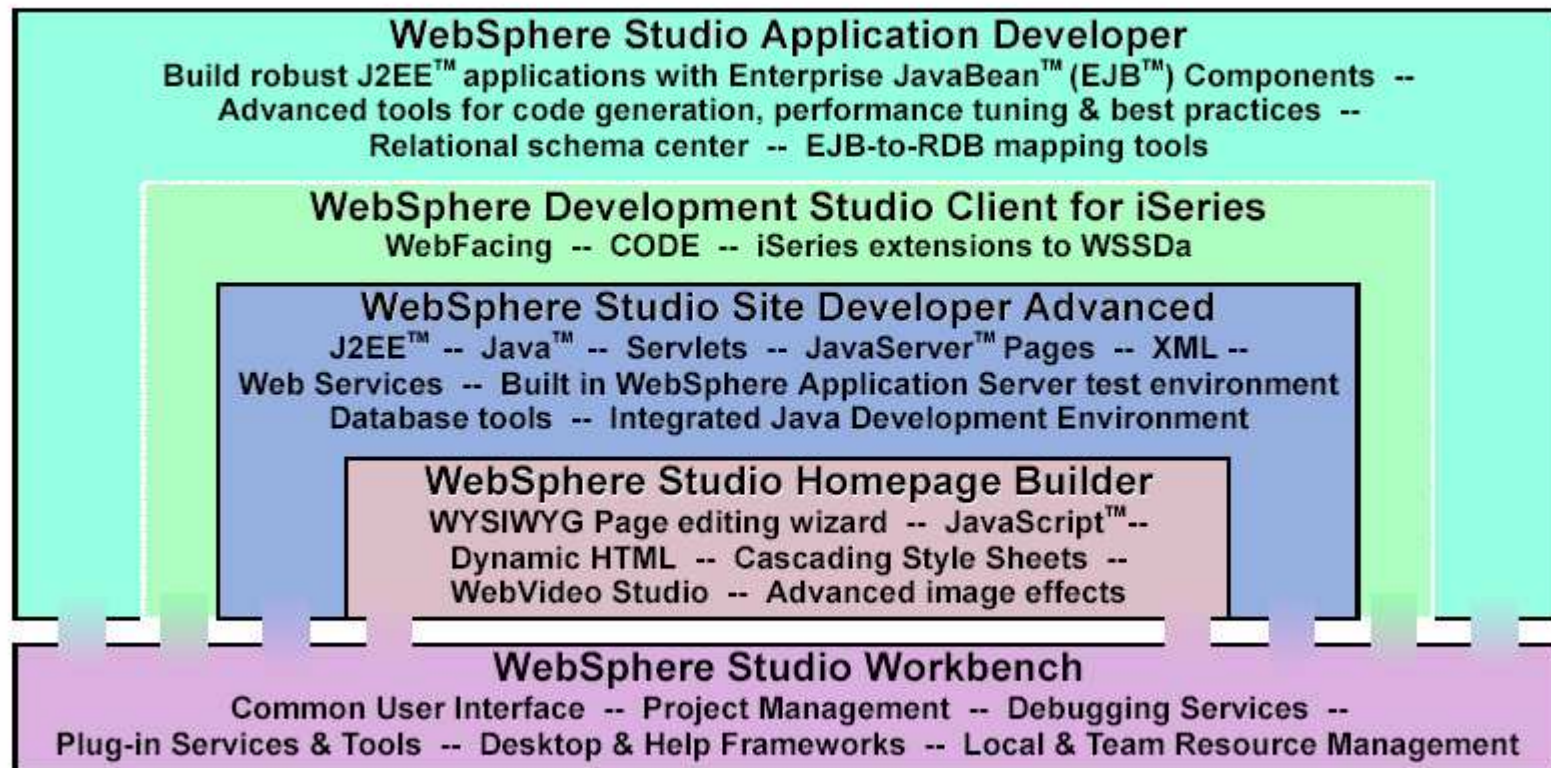 WebSphere Studio Application Developer
Build robust J2EE™ applications with Enterprise JavaBean™ (EJB™) Components --
Advanced tools for code generation, performance tuning & best practices --
Relational schema center -- EJB-to-RDB mapping tools
WebSphere Development Studio Client for iSeries
WebFacing -- CODE -- iSeries extensions to WSSDa
WebSphere Studio Site Developer Advanced
J2EE™ -- Java™ -- Servlets -- JavaServer™ Pages -- XML --
Web Services -- Built in WebSphere Application Server test environment
Database tools -- Integrated Java Development Environment
WebSphere Studio Homepage Builder
WYSIWYG Page editing wizard -- JavaScript™--
Dynamic HTML -- Cascading Style Sheets --
WebVideo Studio -- Advanced image effects
WebSphere Studio Workbench
Common User Interface -- Project Management -- Debugging Services --
Plug-in Services & Tools -- Desktop & Help Frameworks -- Local & Team Resource Management